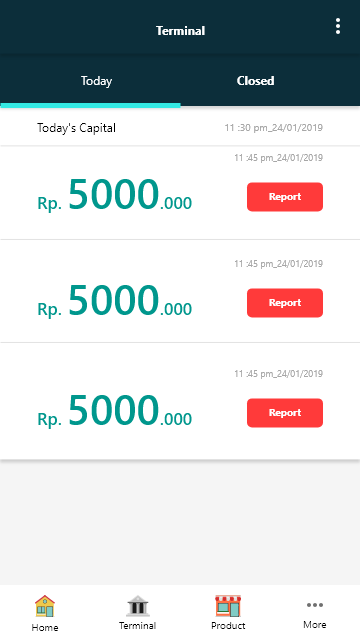 Terminal
Today Closed
Today's Capital 11 :30 pm_24/01/2019
11 :45 pm_24/01/2019
Rp. 5000.000 Report
11 :45 pm_24/01/2019
Rp. 5000.000 Report
11 :45 pm_24/01/2019
Rp. 5000.000 Report
Home Terminal Product More